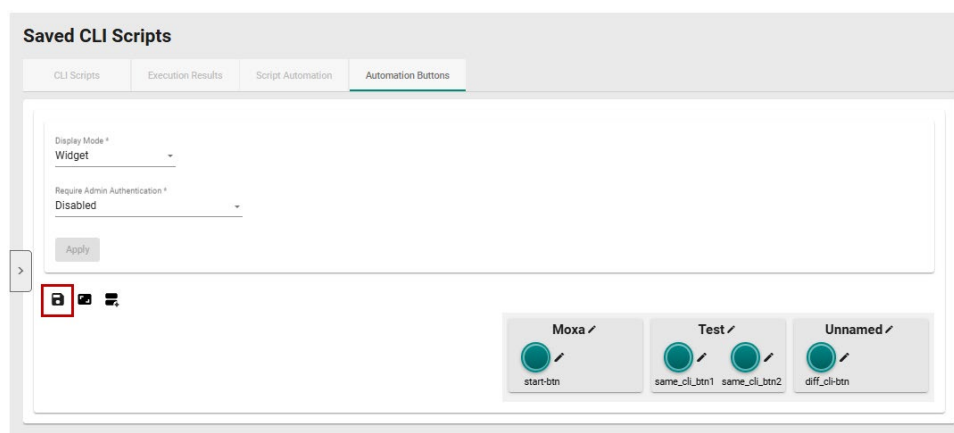 Saved CLI Scripts
CLI Scripts Execution Results Script Automation Automation Buttons
Display Mode *
Widget
Require Admin Authentication *
Disabled
Apply
Moxa Test Unnamed
start-btn same_cli_btn1 same_cli_btn2 diff_cli-btn